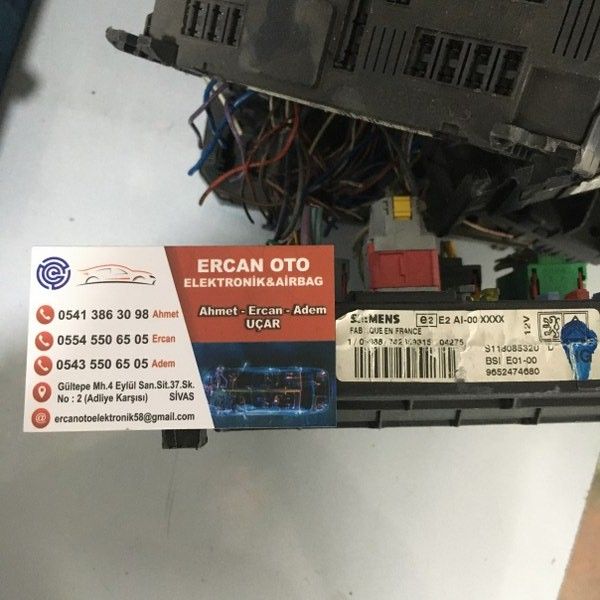 ERCAN OTO
ELEKTRONİK&AİRBAG
Ahmet - Ercan - Adem
UÇAR
0541 386 30 98 Ahmet
0554 550 65 05 Ercan
0543 550 65 05 Adem
Gültepe Mh.4 Eylül San.Sit.37.Sk.
No : 2 (Adliye Karşısı) SİVAS
ercanotoelektronik58@gmail.com
SIEMENS
FABRIQUE EN FRANCE
e2 E2 AI-00 XXXX
12V
04275
S118085320
BSI E01-00
9652474680